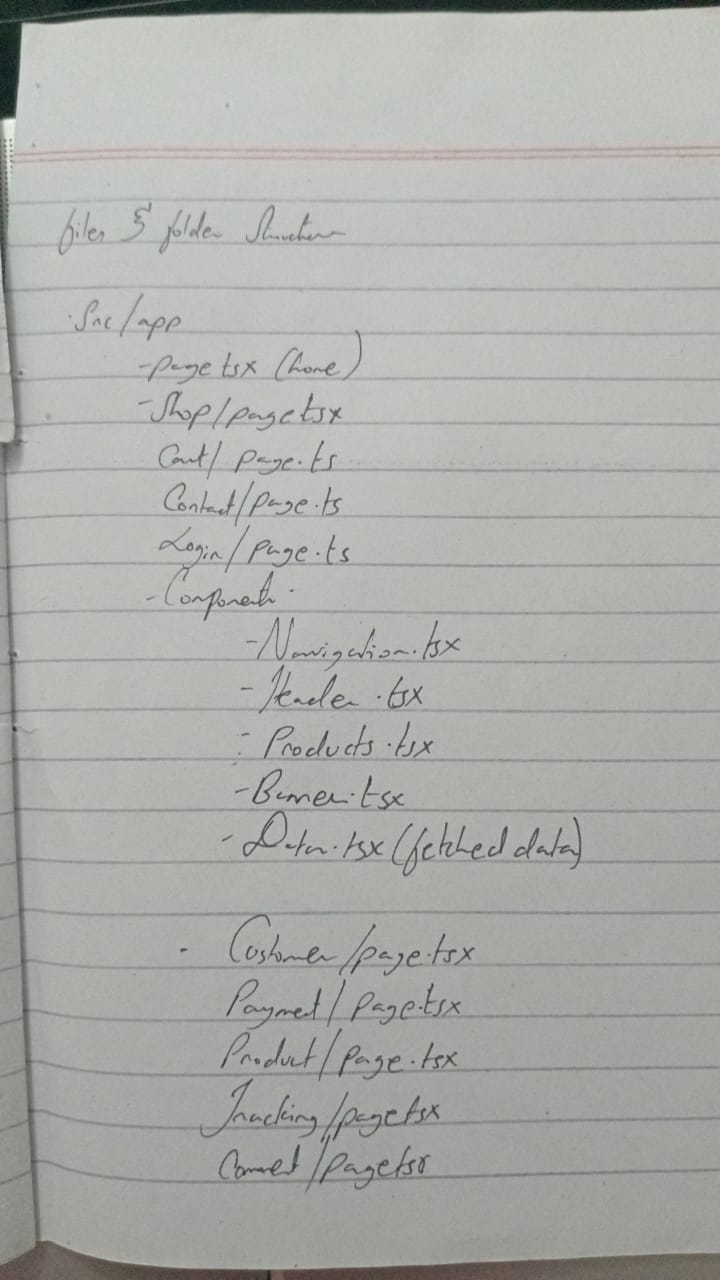 files & folder Structure
. Src/app
- page tsx (home)
- Shop/page tsx
Cart/ page.ts
Contact/page.ts
Login/page.ts
- Components
- Navigation.tsx
- Header.tsx
- Products.tsx
- Banner.tsx
- Data.tsx (fetched data)
. Customer/page.tsx
Payment/page.tsx
Product/page.tsx
Tracking/page tsx
/page tsx